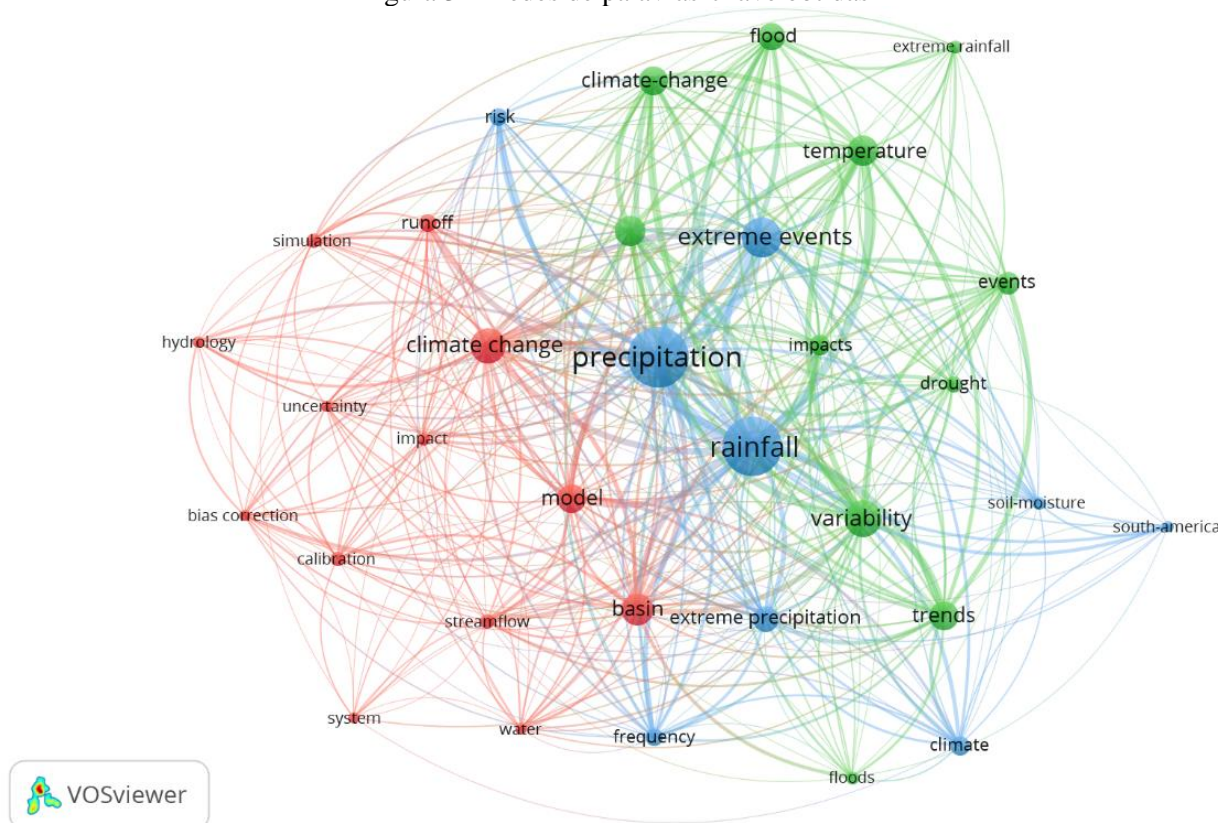 flood
extreme rainfall
climate-change
risk
temperature
runoff
simulation
extreme events
events
hydrology
climate change
precipitation
impacts
drought
uncertainty
impact
rainfall
model
bias correction
variability
soil-moisture
south-america
calibration
basin
extreme precipitation
trends
streamflow
system
water
frequency
climate
floods
VOSviewer